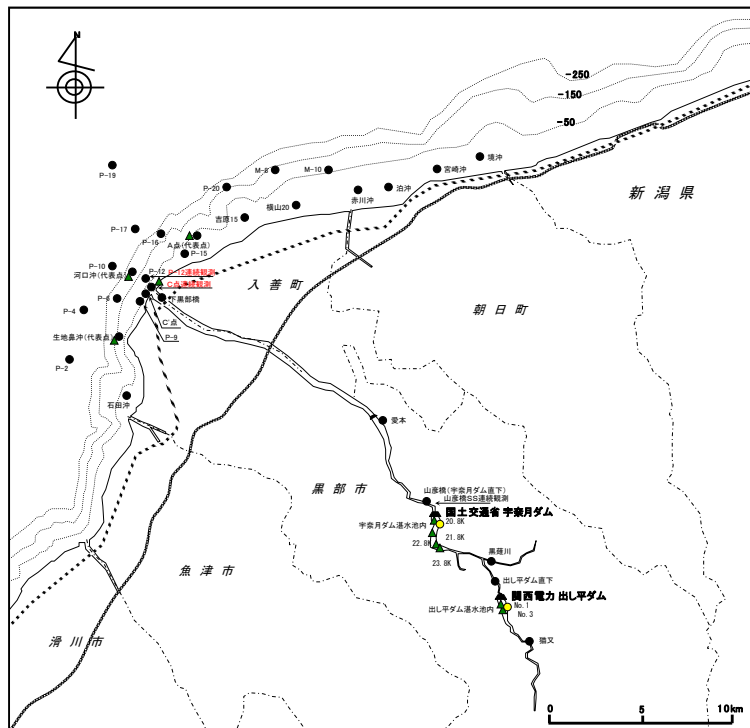 N
-250
-150
-50
新潟県
P-19
M-8
M-10
宮崎沖
境沖
P-20
赤川沖
泊沖
横山20
吉原15
P-17
P-16
A点(代表点)
P-15
P-10
河口沖(代表点)
P-12
P-12連続観測
C点連続観測
入善町
下黒部橋
朝日町
P-4
C'点
P-9
生地鼻沖(代表点)
P-2
石田沖
愛本
黒部市
山彦橋(宇奈月ダム直下)
山彦橋SS連続観測
国土交通省 宇奈月ダム
20.8K
宇奈月ダム湛水池内
21.8K
22.8K
23.8K
黒薙川
魚津市
出し平ダム直下
関西電力 出し平ダム
No.1
出し平ダム湛水池内
No.3
滑川市
猫又
0
5
10km